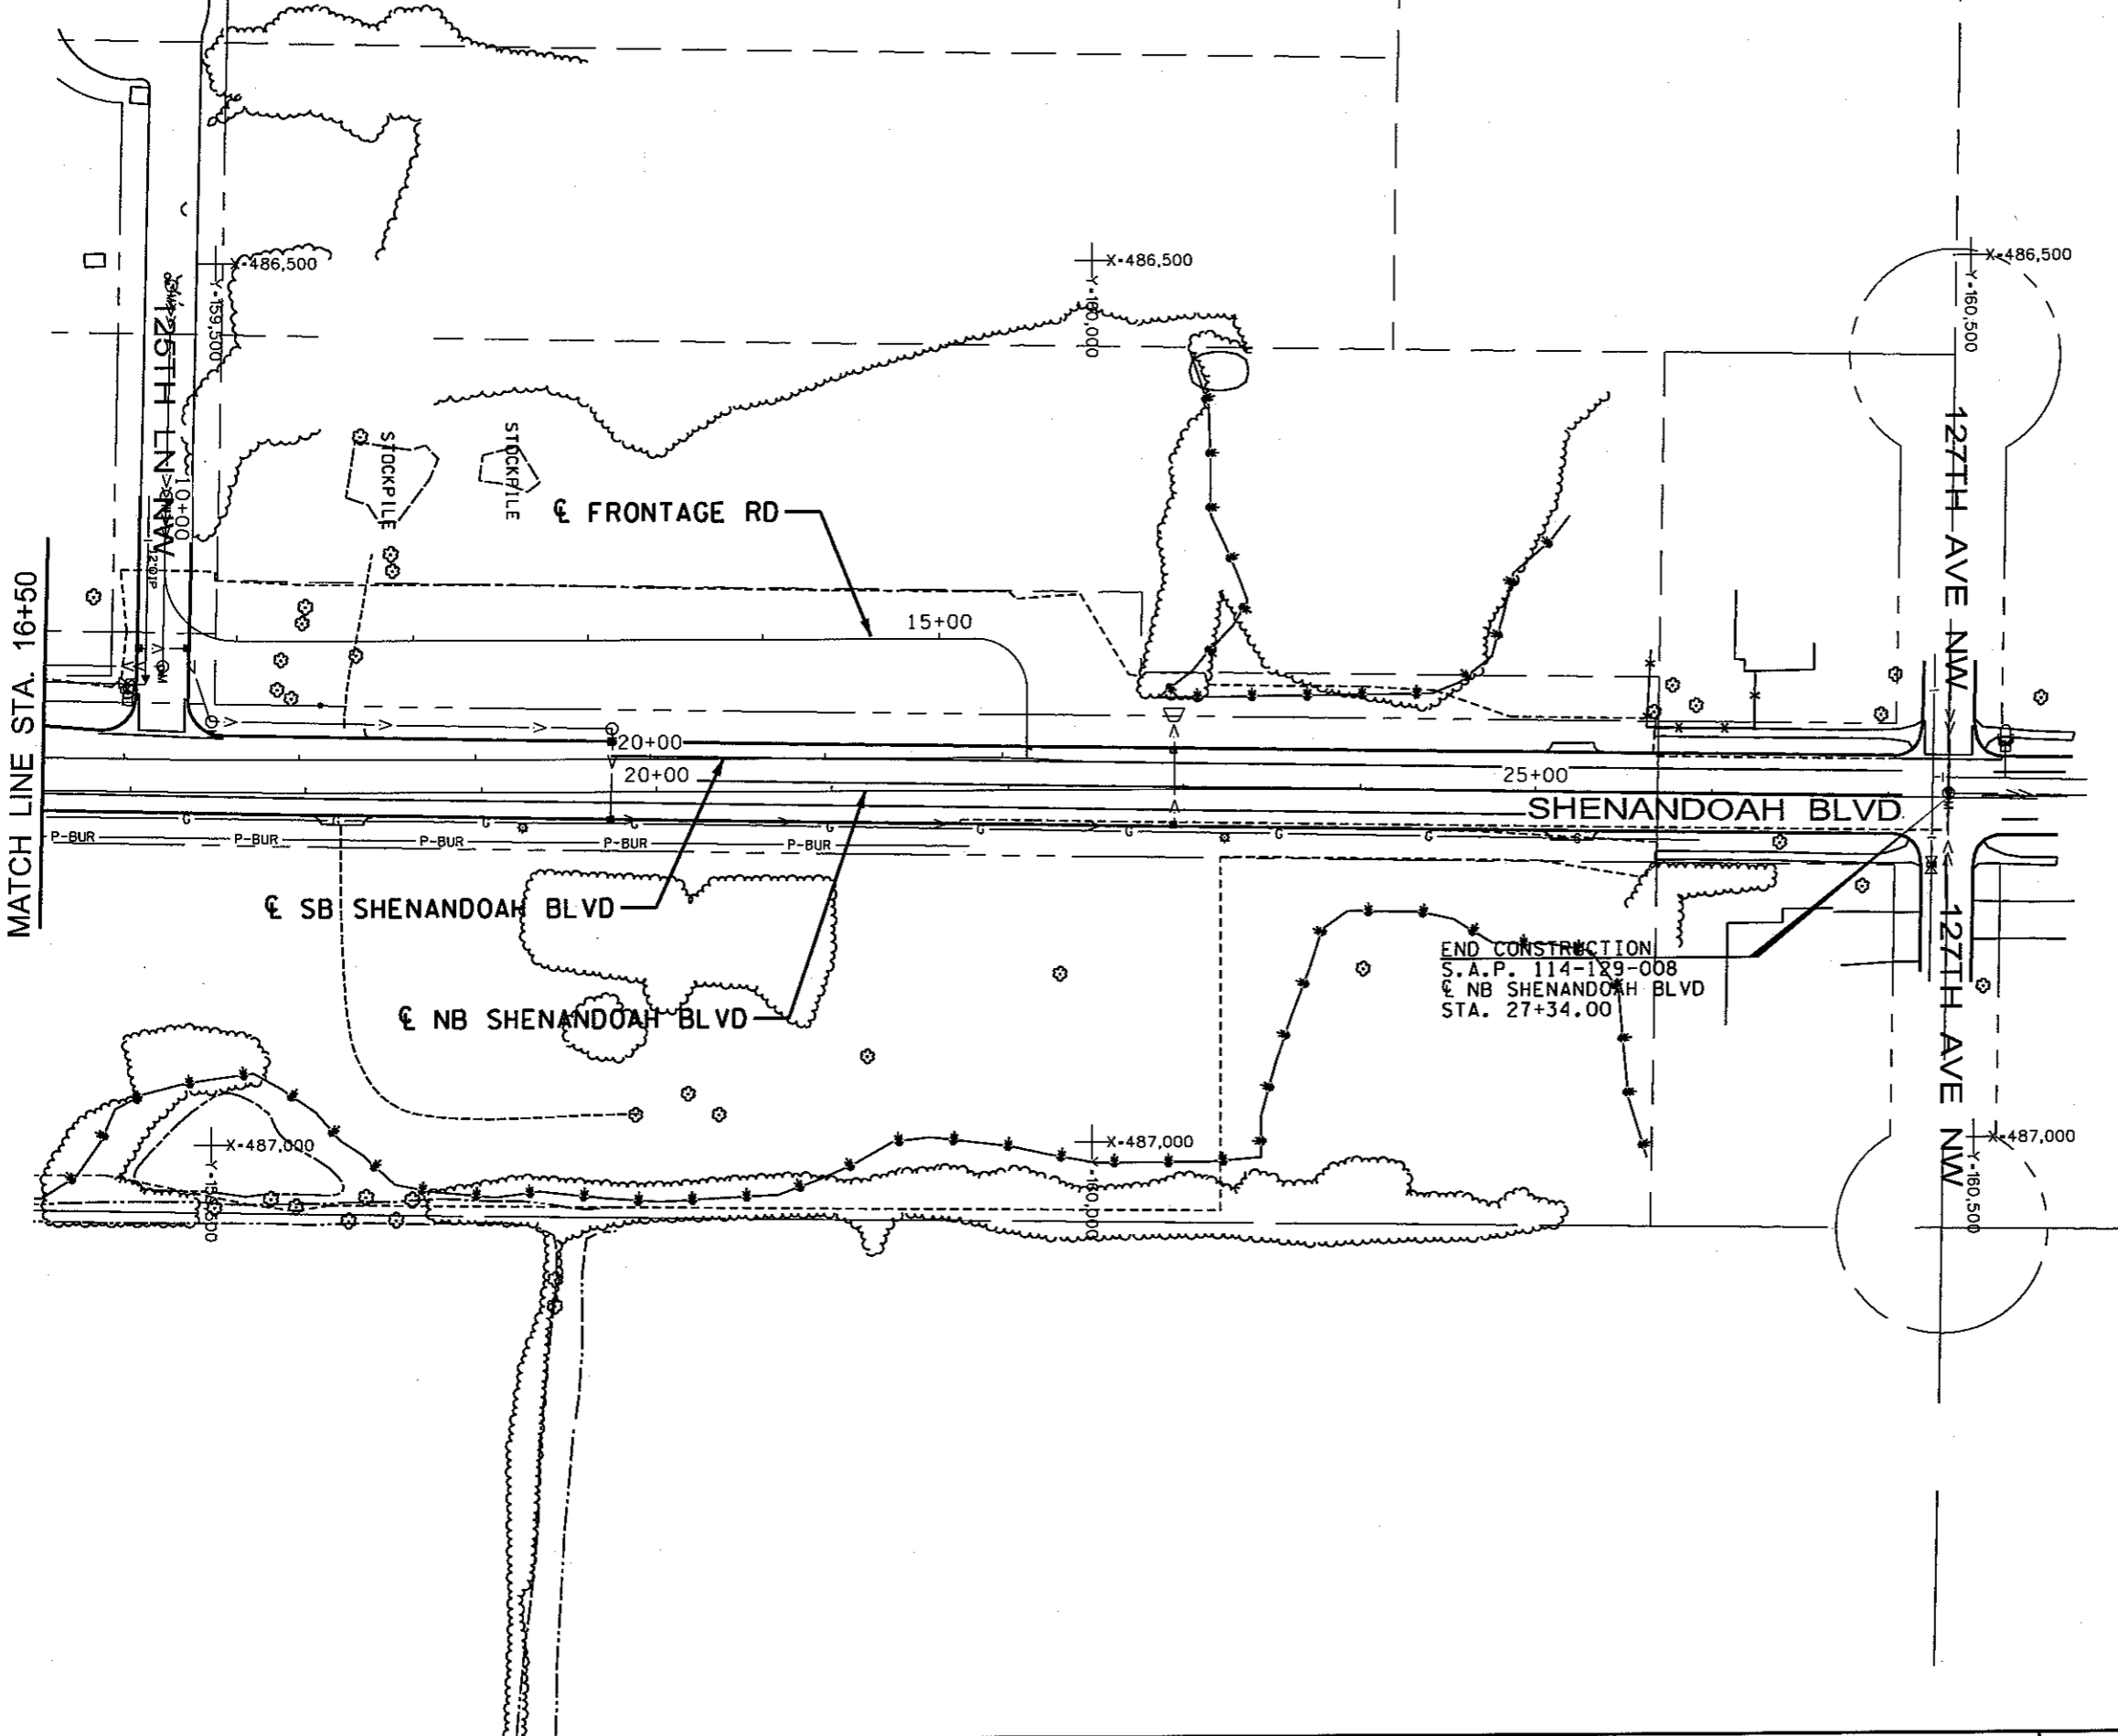 X=486,500
Y=159,500
X=486,500
Y=160,000
X=486,500
Y=160,500
125TH LN NW
10+00
STOCKPILE
STOCKPILE
℄ FRONTAGE RD
127TH AVE NW
MATCH LINE STA. 16+50
15+00
20+00
20+00
25+00
SHENANDOAH BLVD
G G G G G G G G G
P-BUR P-BUR P-BUR P-BUR P-BUR
℄ SB SHENANDOAH BLVD
END CONSTRUCTION
S.A.P. 114-129-008
℄ NB SHENANDOAH BLVD
STA. 27+34.00
℄ NB SHENANDOAH BLVD
127TH AVE NW
X=487,000
X=487,000
Y=160,000
X=487,000
Y=160,500